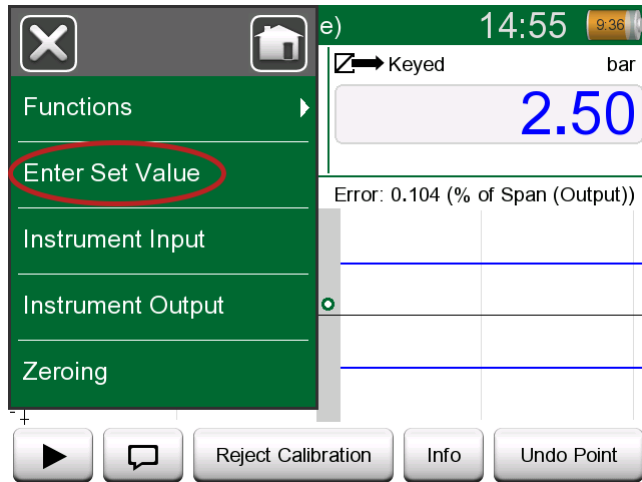 e)
14:55
9:36
Keyed
bar
2.50
Error: 0.104 (% of Span (Output))
Functions
Enter Set Value
Instrument Input
Instrument Output
Zeroing
Reject Calibration
Info
Undo Point